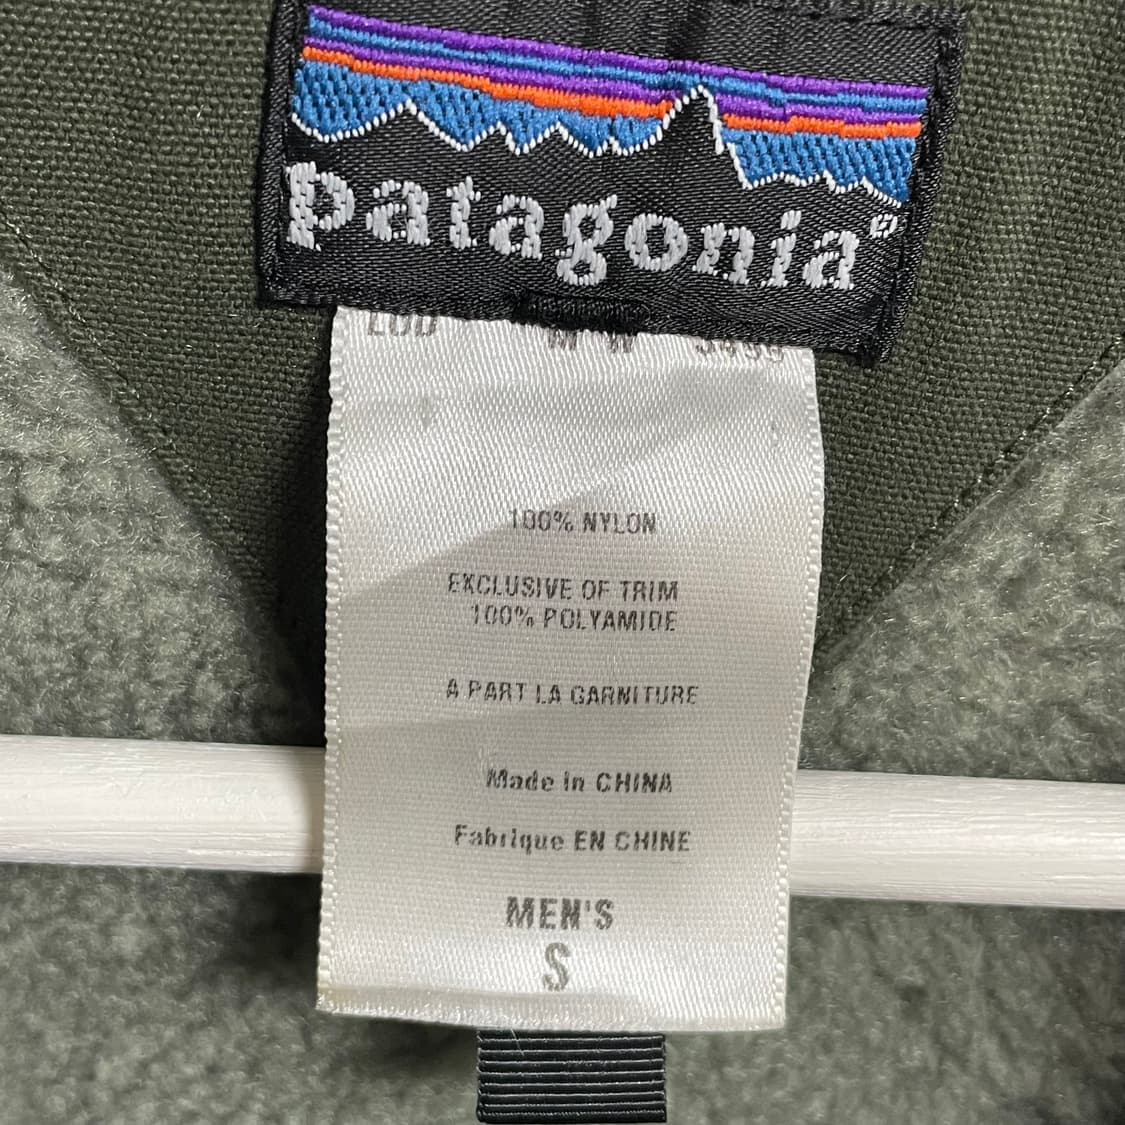 patagonia®
100% NYLON
EXCLUSIVE OF TRIM
100% POLYAMIDE
A PART LA GARNITURE
Made in CHINA
Fabrique EN CHINE
MEN'S
S